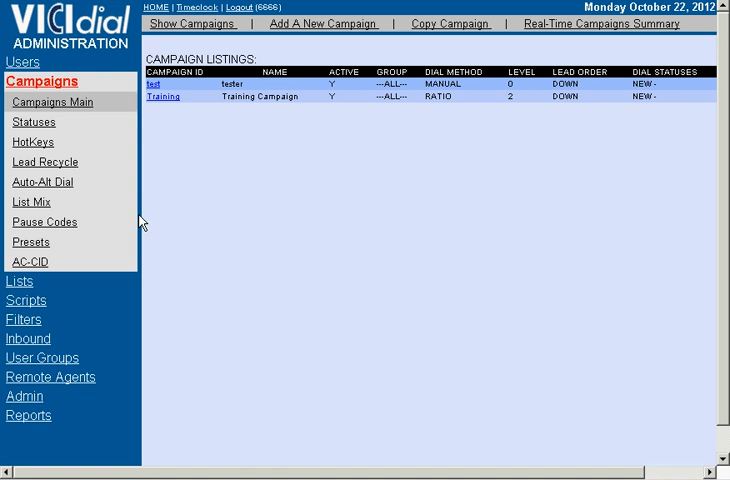 VICIdial
ADMINISTRATION
HOME | Timeclock | Logout (6666)
Monday October 22, 2012
Show Campaigns | Add A New Campaign | Copy Campaign | Real-Time Campaigns Summary
Users
Campaigns
Campaigns Main
Statuses
HotKeys
Lead Recycle
Auto-Alt Dial
List Mix
Pause Codes
Presets
AC-CID
Lists
Scripts
Filters
Inbound
User Groups
Remote Agents
Admin
Reports
CAMPAIGN LISTINGS:
CAMPAIGN ID NAME ACTIVE GROUP DIAL METHOD LEVEL LEAD ORDER DIAL STATUSES
test tester Y ---ALL--- MANUAL 0 DOWN NEW -
Training Training Campaign Y ---ALL--- RATIO 2 DOWN NEW -